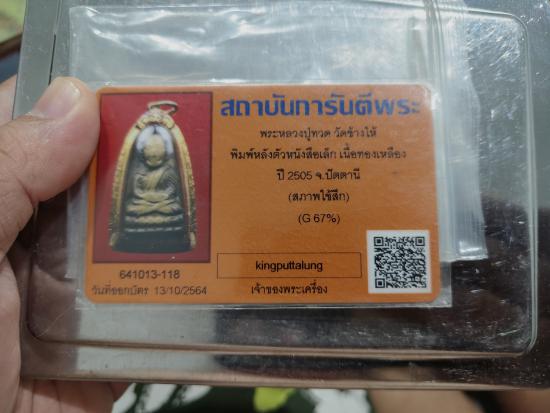 สถาบันการันตีพระ
พระหลวงปู่ทวด วัดช้างให้
พิมพ์หลังตัวหนังสือเล็ก เนื้อทองเหลือง
ปี 2505 จ.ปัตตานี
(สภาพใช้สึก)
(G 67%)
kingputtalung
เจ้าของพระเครื่อง
641013-118
วันที่ออกบัตร 13/10/2564